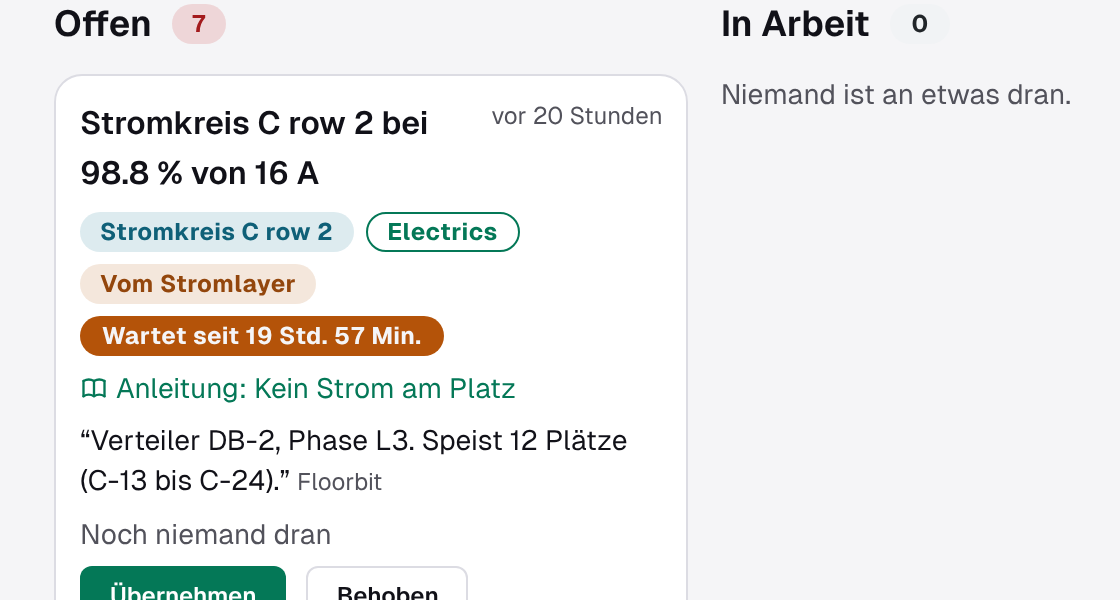 Offen 7
In Arbeit 0
Niemand ist an etwas dran.
Stromkreis C row 2 bei
98.8 % von 16 A
vor 20 Stunden
Stromkreis C row 2
Electrics
Vom Stromlayer
Wartet seit 19 Std. 57 Min.
Anleitung: Kein Strom am Platz
“Verteiler DB-2, Phase L3. Speist 12 Plätze
(C-13 bis C-24).” Floorbit
Noch niemand dran
Übernehmen
Behoben